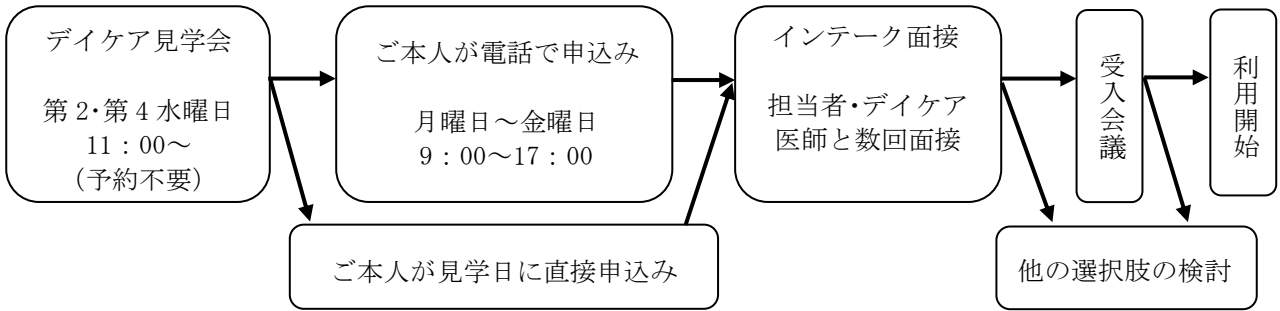 デイケア見学会
第2･第4水曜日
11：00～
（予約不要）
ご本人が電話で申込み
月曜日～金曜日
9：00～17：00
ご本人が見学日に直接申込み
インテーク面接
担当者･デイケア
医師と数回面接
受入会議
利用開始
他の選択肢の検討